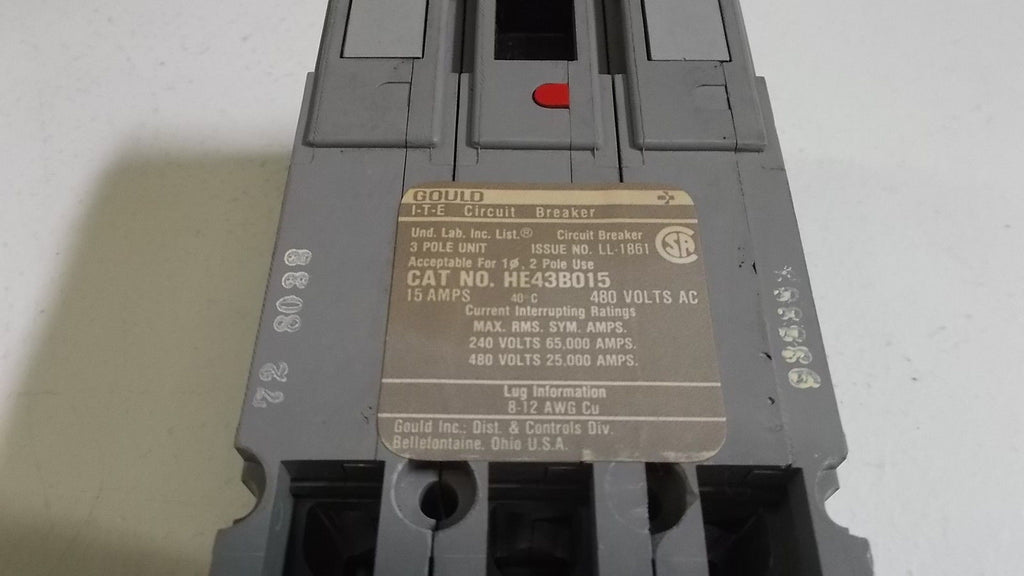 GOULD
I-T-E Circuit Breaker
Und. Lab. Inc. List.® Circuit Breaker
3 POLE UNIT ISSUE NO. LL-1861
Acceptable For 1ø, 2 Pole Use
SA
CAT NO. HE43B015
15 AMPS 40°C 480 VOLTS AC
Current Interrupting Ratings
MAX. RMS. SYM. AMPS.
240 VOLTS 65,000 AMPS.
480 VOLTS 25,000 AMPS.
Lug Information
8-12 AWG Cu
Gould Inc.: Dist. & Controls Div.
Bellefontaine, Ohio U.S.A.